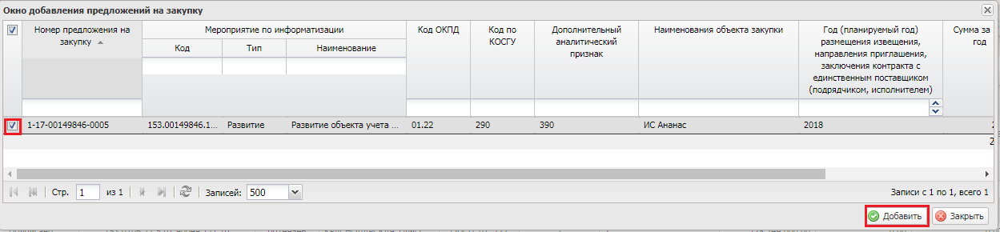 Окно добавления предложений на закупку
Номер предложения на
закупку
Мероприятие по информатизации
Код
Тип
Наименование
Код ОКПД
Код по
КОСГУ
Дополнительный
аналитический
признак
Наименования объекта закупки
Год (планируемый год)
размещения извещения,
направления приглашения,
заключения контракта с
единственным поставщиком
(подрядчиком, исполнителем)
Сумма за
год
1-17-00149846-0005 153.00149846.1... Развитие Развитие объекта учета ... 01.22 290 390 ИС Ананас 2018 2
2
Стр. 1 из 1 Записей: 500 Записи с 1 по 1, всего 1
Добавить Закрыть